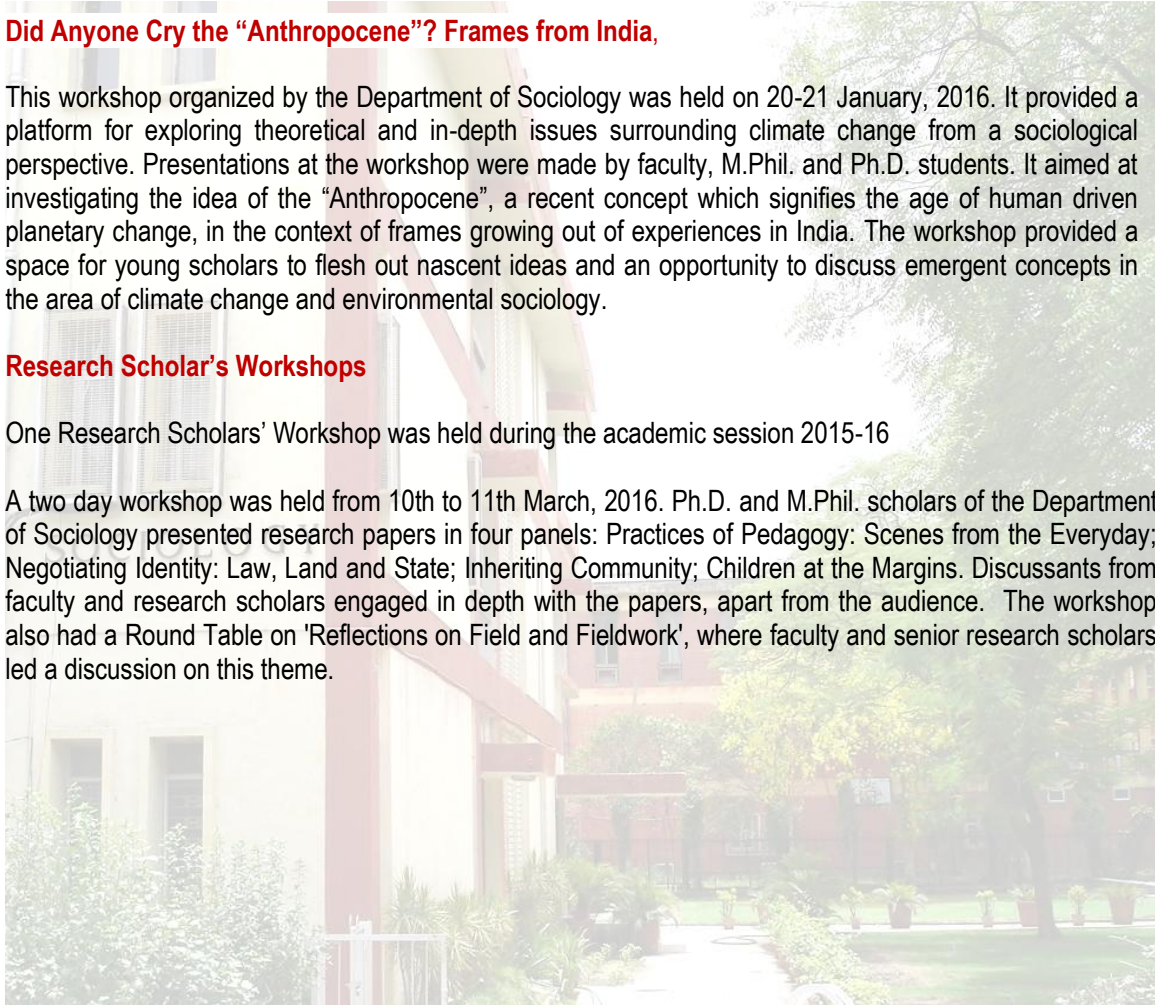 Did Anyone Cry the “Anthropocene”? Frames from India,
This workshop organized by the Department of Sociology was held on 20-21 January, 2016. It provided a
platform for exploring theoretical and in-depth issues surrounding climate change from a sociological
perspective. Presentations at the workshop were made by faculty, M.Phil. and Ph.D. students. It aimed at
investigating the idea of the “Anthropocene”, a recent concept which signifies the age of human driven
planetary change, in the context of frames growing out of experiences in India. The workshop provided a
space for young scholars to flesh out nascent ideas and an opportunity to discuss emergent concepts in
the area of climate change and environmental sociology.
Research Scholar’s Workshops
One Research Scholars’ Workshop was held during the academic session 2015-16
A two day workshop was held from 10th to 11th March, 2016. Ph.D. and M.Phil. scholars of the Department
of Sociology presented research papers in four panels: Practices of Pedagogy: Scenes from the Everyday;
Negotiating Identity: Law, Land and State; Inheriting Community; Children at the Margins. Discussants from
faculty and research scholars engaged in depth with the papers, apart from the audience. The workshop
also had a Round Table on 'Reflections on Field and Fieldwork', where faculty and senior research scholars
led a discussion on this theme.
SOCIOLOGY